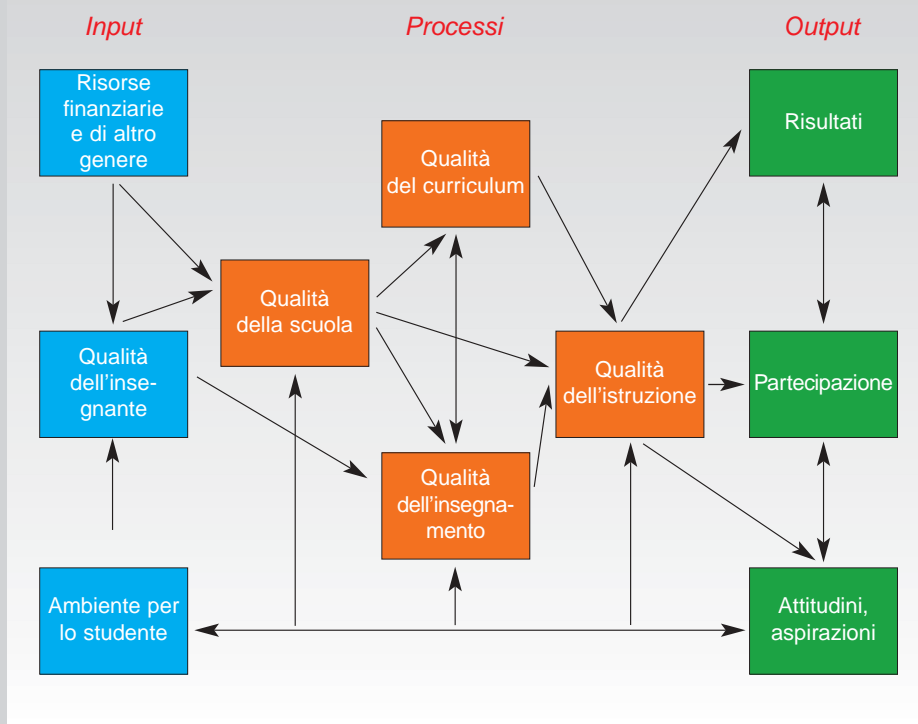 Input
Processi
Output
Risorse
finanziarie
e di altro
genere
Qualità
del curriculum
Risultati
Qualità
della scuola
Qualità
dell'inse-
gnante
Qualità
dell'istruzione
Partecipazione
Qualità
dell'insegna-
mento
Ambiente per
lo studente
Attitudini,
aspirazioni